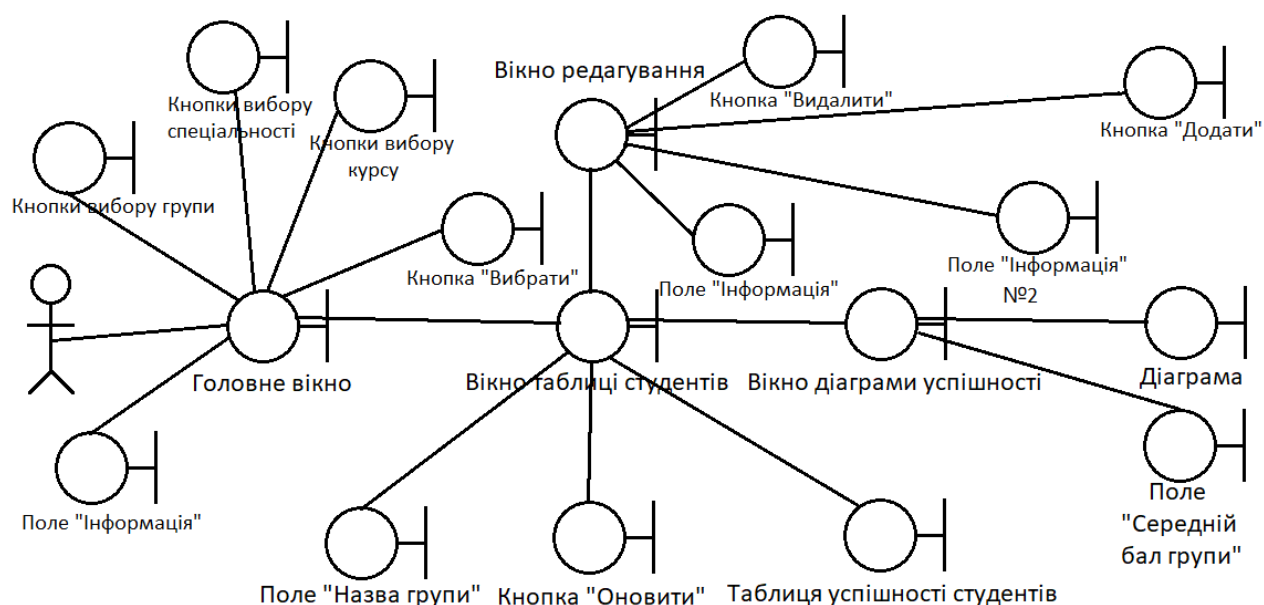 Вікно редагування
Кнопки вибору
спеціальності
Кнопка "Видалити"
Кнопка "Додати"
Кнопки вибору
курсу
Кнопки вибору групи
Кнопка "Вибрати"
Поле "Інформація"
Поле "Інформація"
№2
Головне вікно
Вікно таблиці студентів
Вікно діаграми успішності
Діаграма
Поле "Інформація"
Поле
"Середній
бал групи"
Поле "Назва групи"
Кнопка "Оновити"
Таблиця успішності студентів